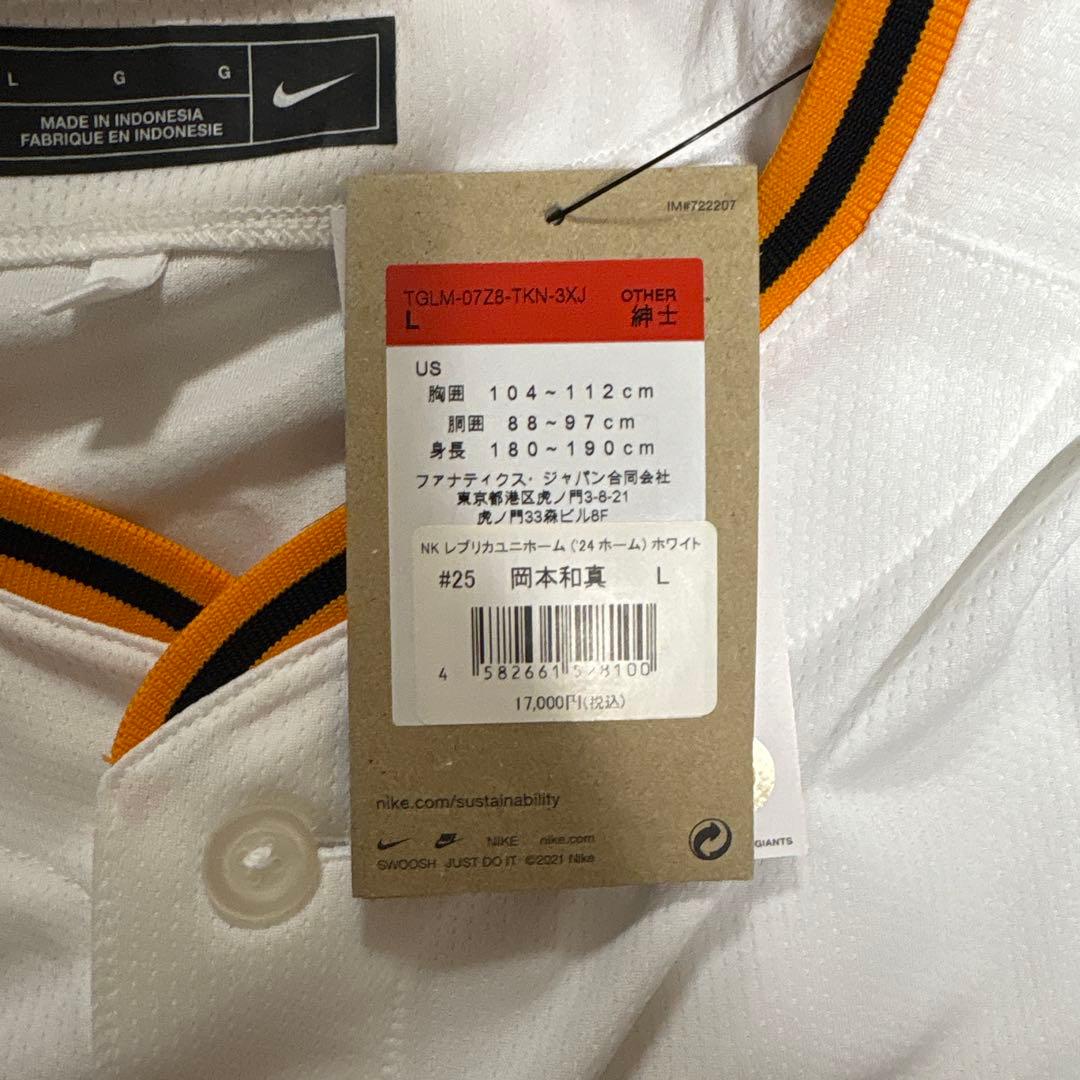 L G G
MADE IN INDONESIA
FABRIQUE EN INDONESIE
IM#722207
TGLM-07Z8-TKN-3XJ OTHER
L 紳士
US
胸囲 104~112cm
胴囲 88~97cm
身長 180~190cm
ファナティクス・ジャパン合同会社
東京都港区虎ノ門3-8-21
虎ノ門33森ビル8F
NK レプリカユニホーム ('24 ホーム) ホワイト
#25 岡本和真 L
4 582661 578100
17,000円(税込)
nike.com/sustainability
NIKE nike.com
SWOOSH JUST DO IT ©2021 Nike
GIANTS